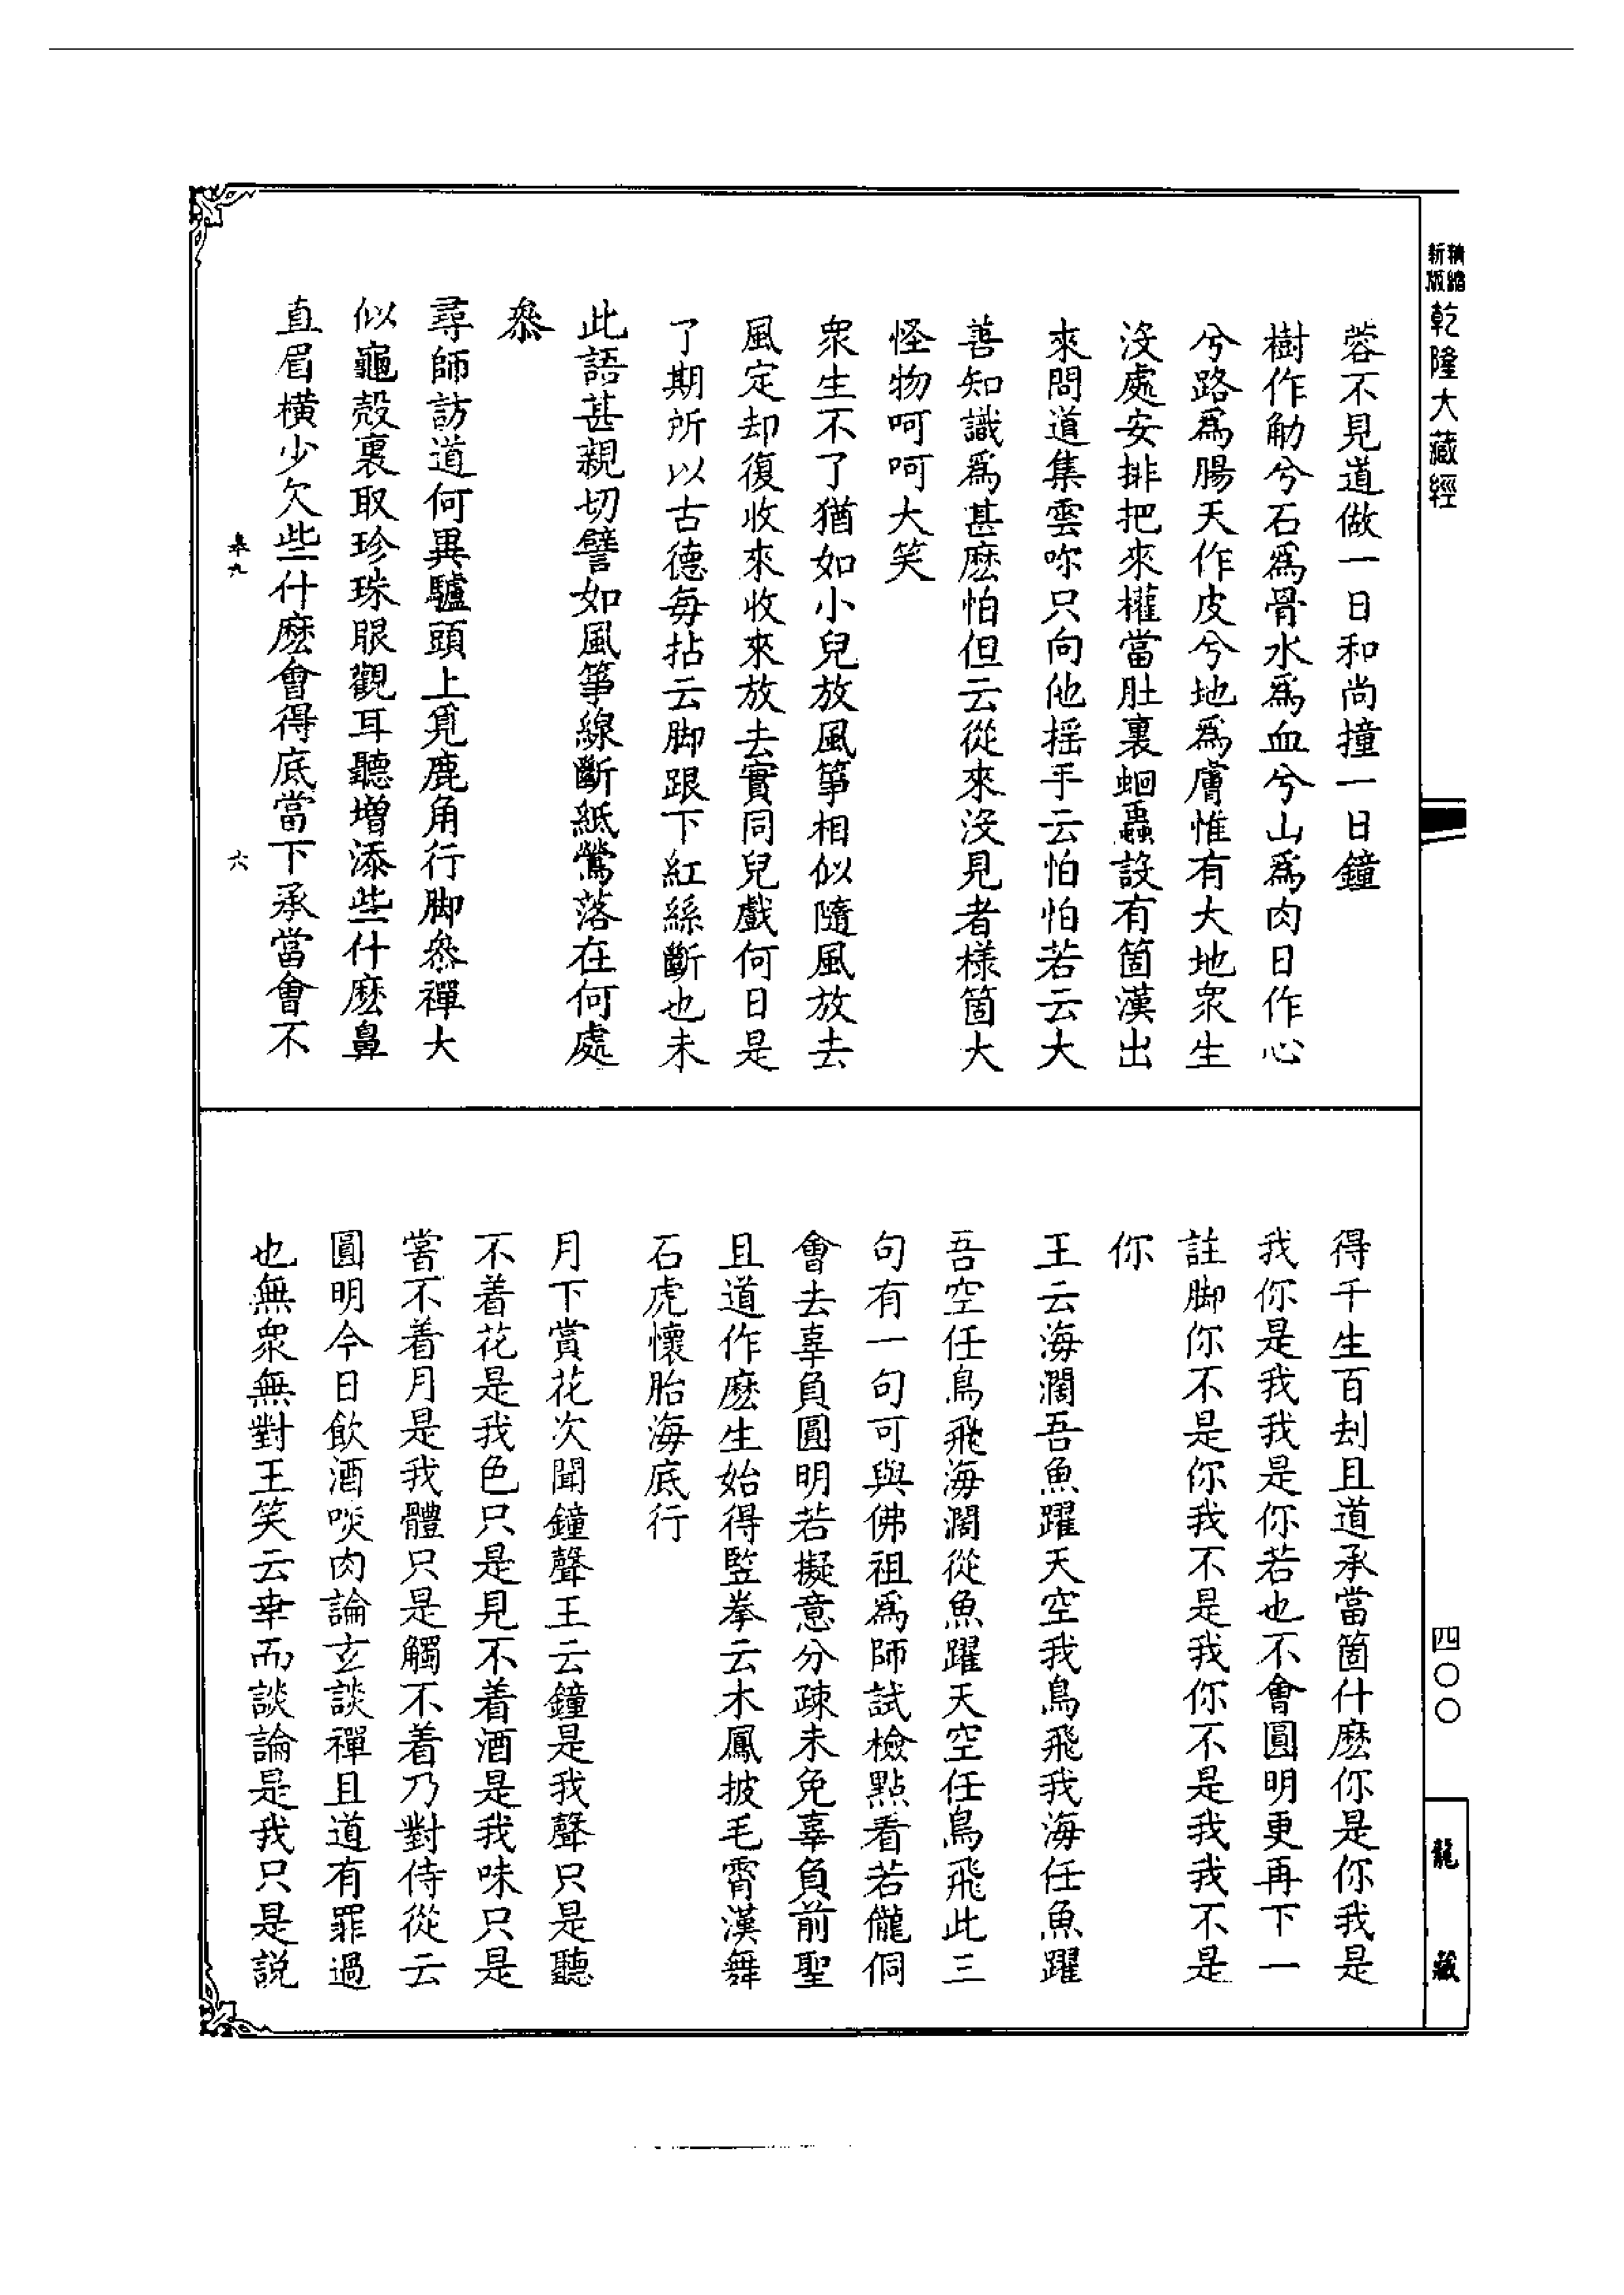 精縮新版乾隆大藏經
蓉不見道做一日和尚撞一日鐘
樹作觔兮石爲骨水爲血兮山爲肉日作心
兮路爲腸天作皮兮地爲膚惟有大地衆生
沒處安排把來權當肚裏蛔蟲設有箇漢出
來問道集雲咏只向他摇手云怕怕若云大
善知識爲甚麽怕但云從來沒見者樣箇大
怪物呵呵大笑
衆生不了猶如小兒放風箏相似隨風放去
風定却復收來收來放去實同兒戲何日是
了期所以古德每拈云脚跟下紅絲斷也未
此語甚親切譬如風箏線斷紙鶯落在何處
叅
尋師訪道何異驢頭上覓鹿角行脚叅禪大
似龜殼裏取珍珠眼觀耳聽增添些什麽鼻
直眉橫少欠些什麽會得底當下承當會不
六
得千生百刦且道承當箇什麽你是你我是
我你是我我是你若也不會圓明更再下一
註脚你不是你我不是我你不是我我不是
你
王云海濶吾魚躍天空我鳥飛我海任魚躍
吾空任鳥飛海濶從魚躍天空任鳥飛此三
句有一句可與佛祖爲師試檢點看若儱侗
會去辜負圓明若擬意分疎未免辜負前聖
且道作麽生始得竪拳云木鳳披毛霄漢舞
石虎懷胎海底行
月下賞花次聞鐘聲王云鐘是我聲只是聽
不着花是我色只是見不着酒是我味只是
嘗不着月是我體只是觸不着乃對侍從云
圓明今日飲酒啖肉論玄談禪且道有罪過
也無衆無對王笑云幸而談論是我只是説
四〇〇
龍藏